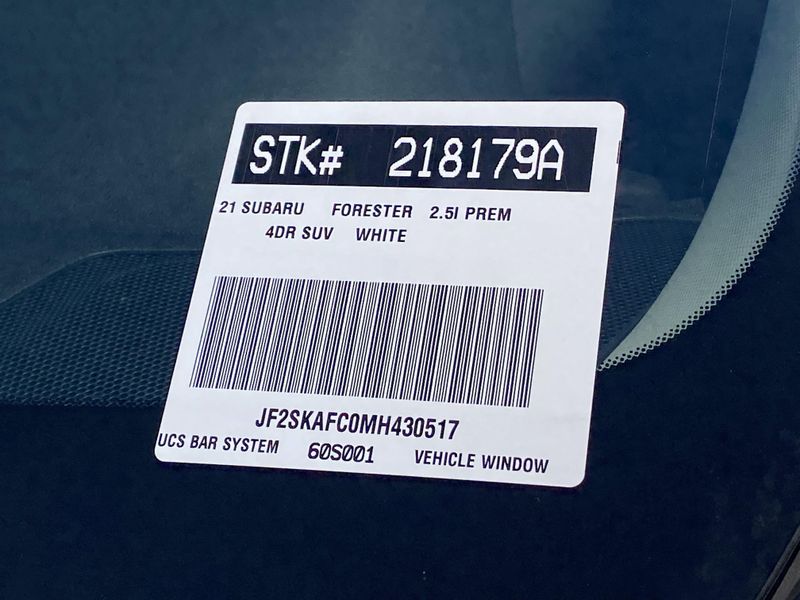 STK# 218179A
21 SUBARU FORESTER 2.5I PREM
4DR SUV WHITE
JF2SKAFC0MH430517
UCS BAR SYSTEM 60S001 VEHICLE WINDOW